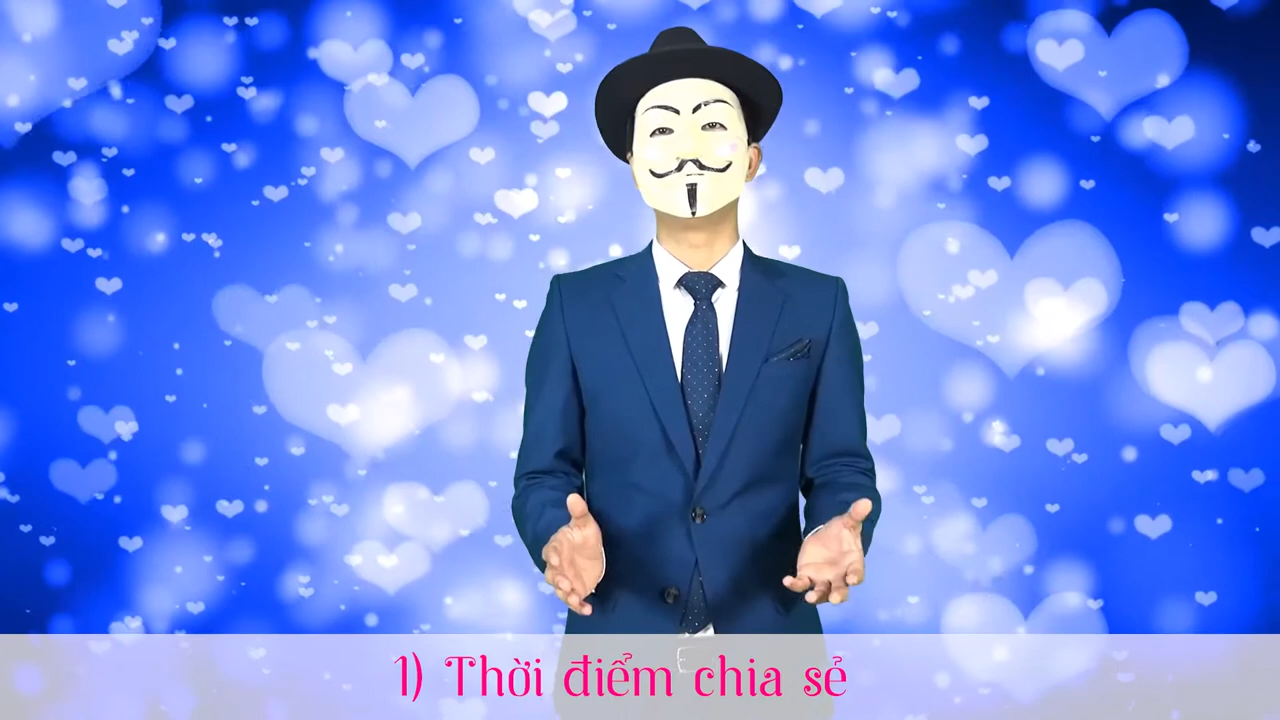 1) Thời điểm chia sẻ